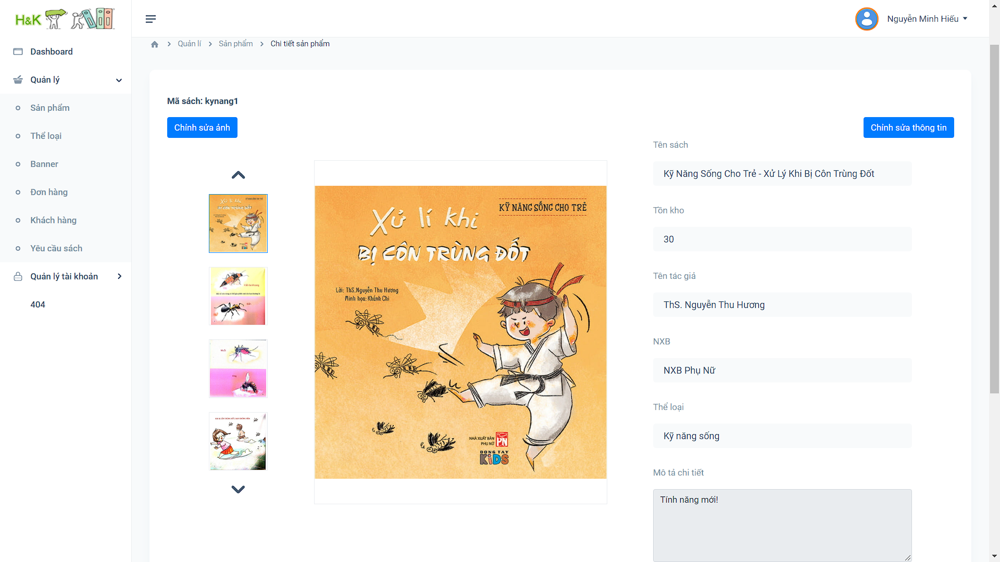 H&K
Nguyễn Minh Hiếu
Dashboard
Quản lý
Sản phẩm
Thể loại
Banner
Đơn hàng
Khách hàng
Yêu cầu sách
Quản lý tài khoản
404
Quản lí
Sản phẩm
Chi tiết sản phẩm
Mã sách: kynang1
Chỉnh sửa ảnh
Chỉnh sửa thông tin
KỸ NĂNG SỐNG CHO TRẺ
Xử lí khi
BỊ CÔN TRÙNG ĐỐT
Lời: ThS.Nguyễn Thu Hương
Minh họa: Khánh Chi
NHÀ XUẤT BẢN
PHỤ NỮ
PN
DONG TAY
KiDS
Tên sách
Kỹ Năng Sống Cho Trẻ - Xử Lý Khi Bị Côn Trùng Đốt
Tồn kho
30
Tên tác giả
ThS. Nguyễn Thu Hương
NXB
NXB Phụ Nữ
Thể loại
Kỹ năng sống
Mô tả chi tiết
Tính năng mới!